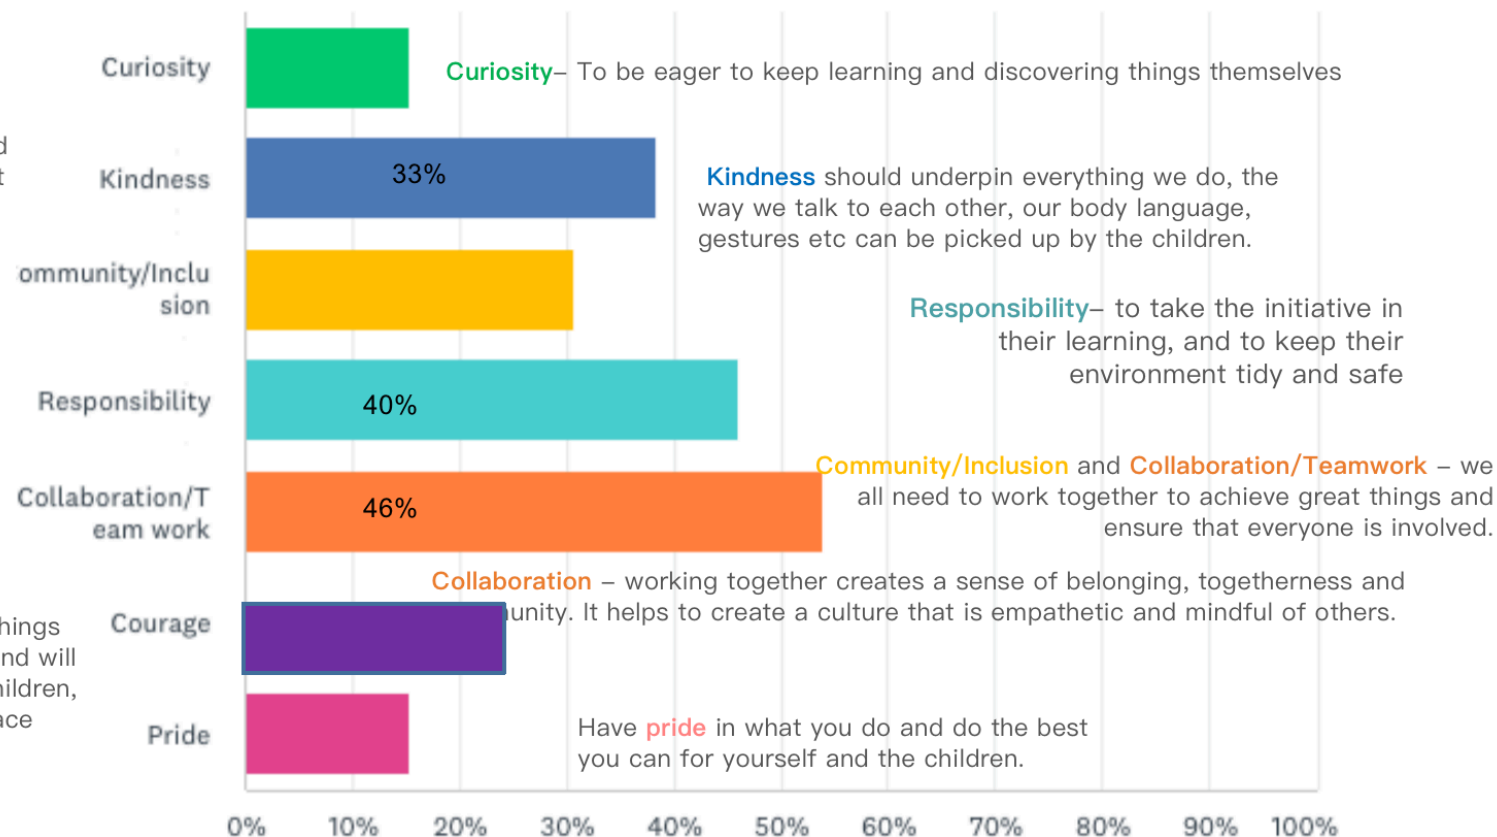 Curiosity
Curiosity– To be eager to keep learning and discovering things themselves
Kindness
33%
Kindness should underpin everything we do, the
way we talk to each other, our body language,
gestures etc can be picked up by the children.
ommunity/Inclu
sion
Responsibility– to take the initiative in
their learning, and to keep their
environment tidy and safe
Responsibility
40%
Community/Inclusion and Collaboration/Teamwork – we
all need to work together to achieve great things and
ensure that everyone is involved.
Collaboration/T
eam work
46%
Collaboration – working together creates a sense of belonging, togetherness and
unity. It helps to create a culture that is empathetic and mindful of others.
Courage
hings
nd will
hildren,
ace
Pride
Have pride in what you do and do the best
you can for yourself and the children.
0% 10% 20% 30% 40% 50% 60% 70% 80% 90% 100%